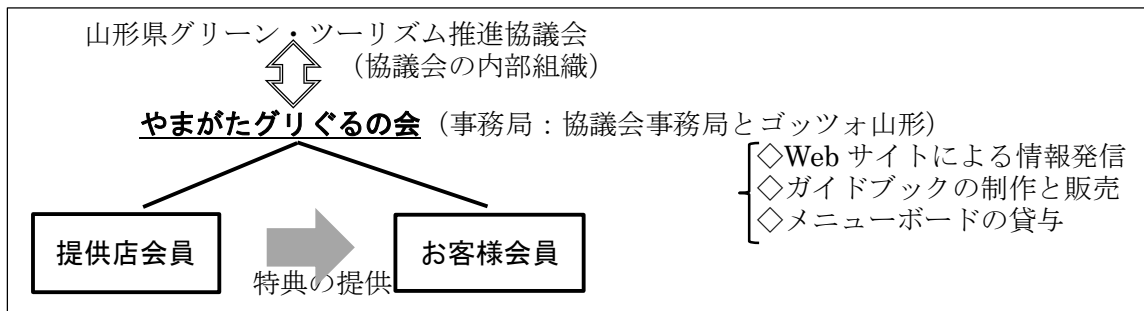 山形県グリーン・ツーリズム推進協議会
（協議会の内部組織）
やまがたグリぐるの会（事務局：協議会事務局とゴッツォ山形）
◇Web サイトによる情報発信
◇ガイドブックの制作と販売
◇メニューボードの貸与
提供店会員
お客様会員
特典の提供